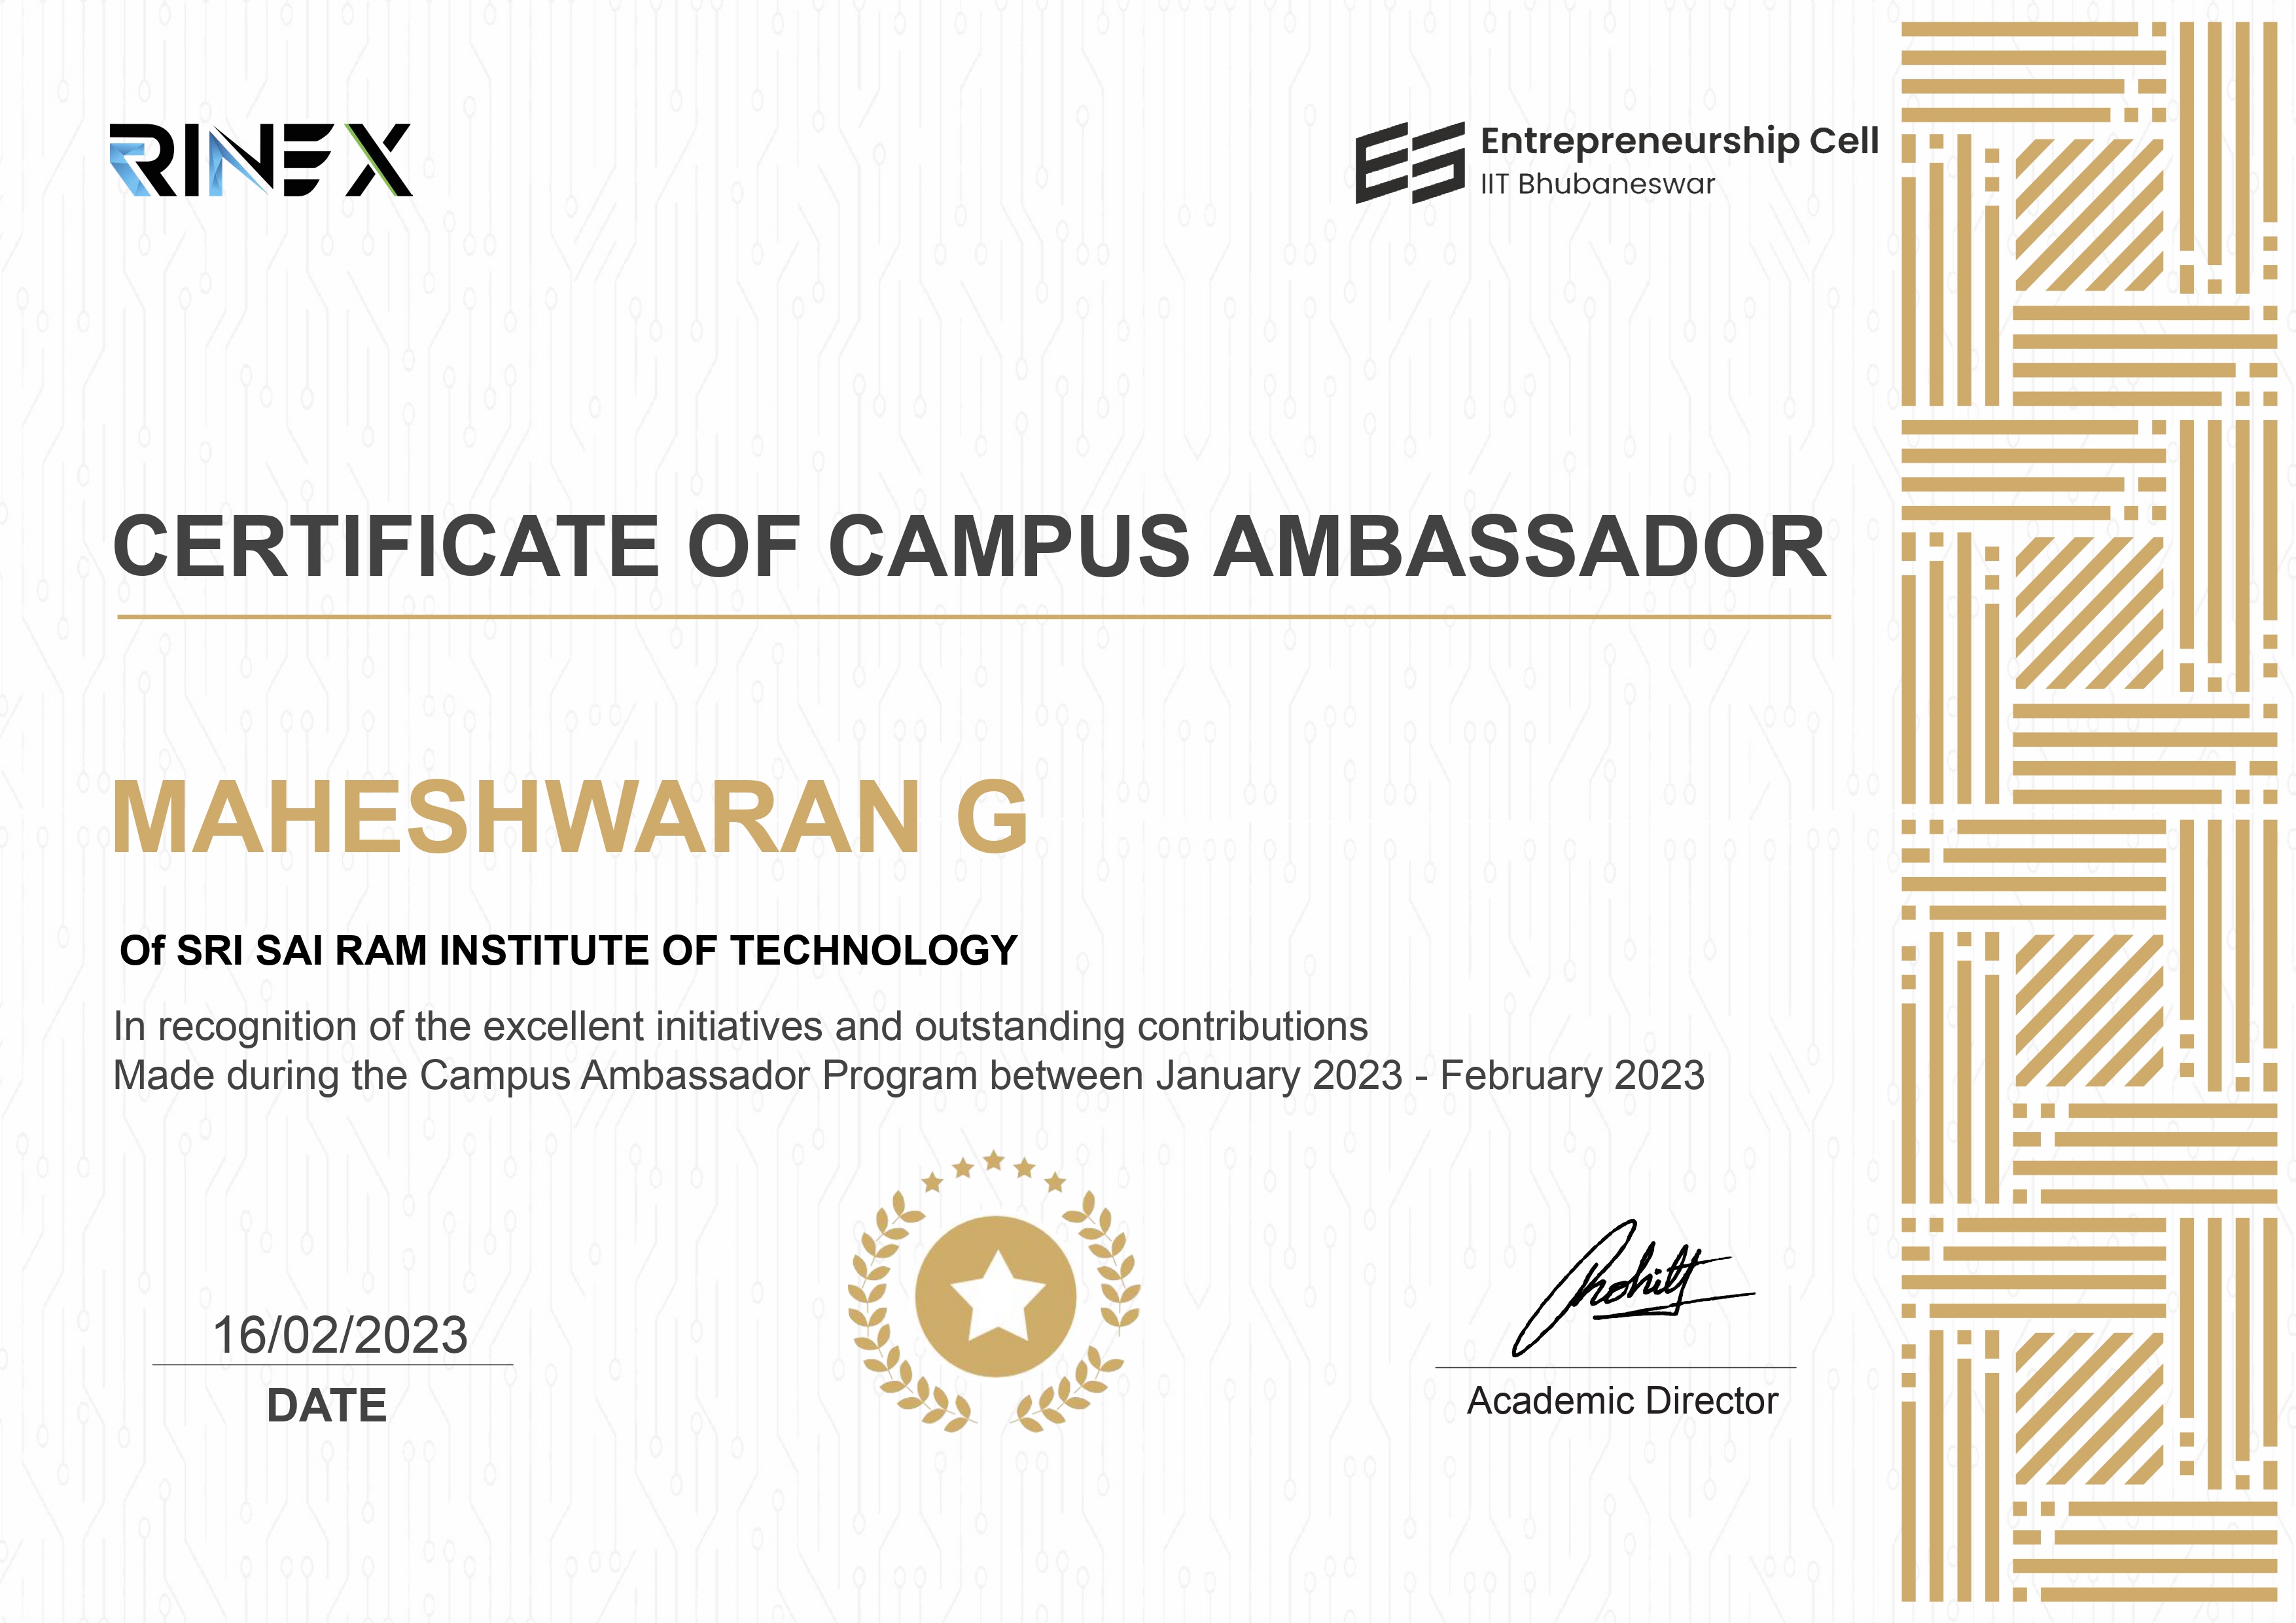 RINEX
Entrepreneurship Cell
IIT Bhubaneswar
CERTIFICATE OF CAMPUS AMBASSADOR
MAHESHWARAN G
Of SRI SAI RAM INSTITUTE OF TECHNOLOGY
In recognition of the excellent initiatives and outstanding contributions
Made during the Campus Ambassador Program between January 2023 - February 2023
16/02/2023
DATE
Academic Director